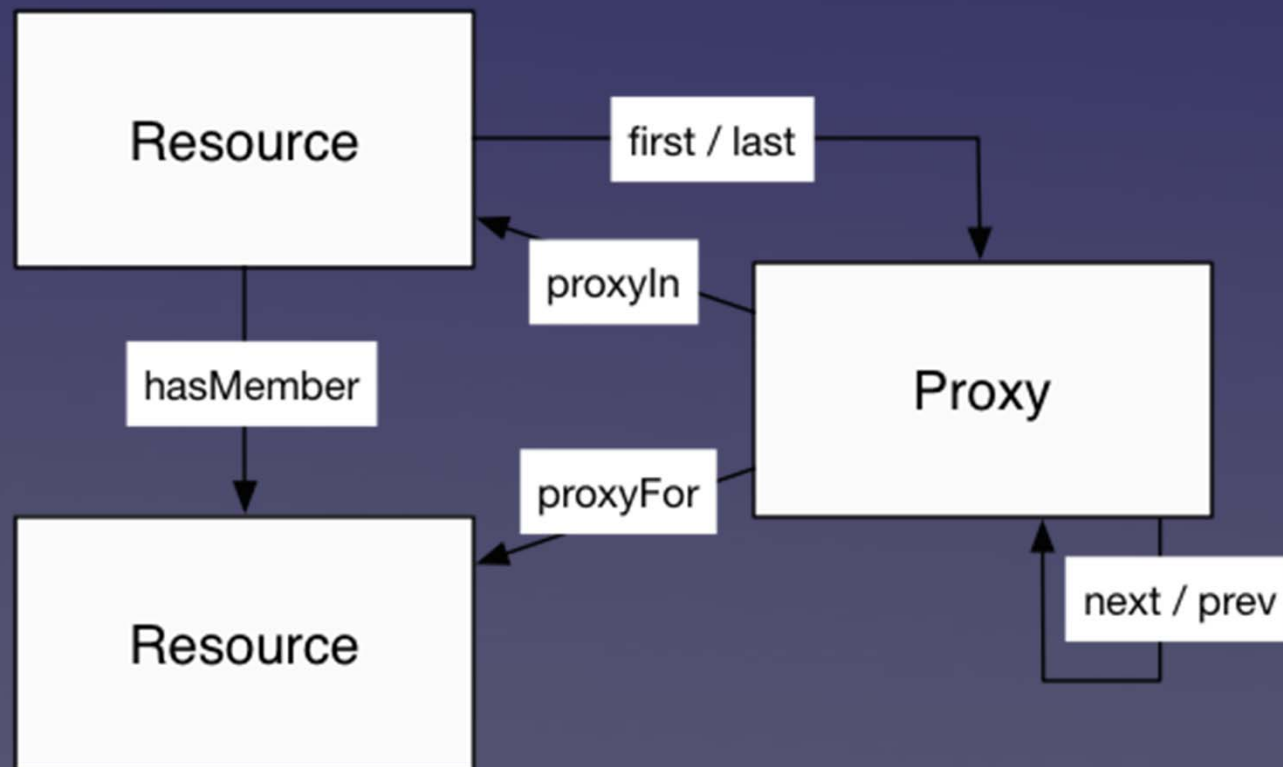 Resource
first / last
proxyIn
hasMember
Proxy
proxyFor
next / prev
Resource